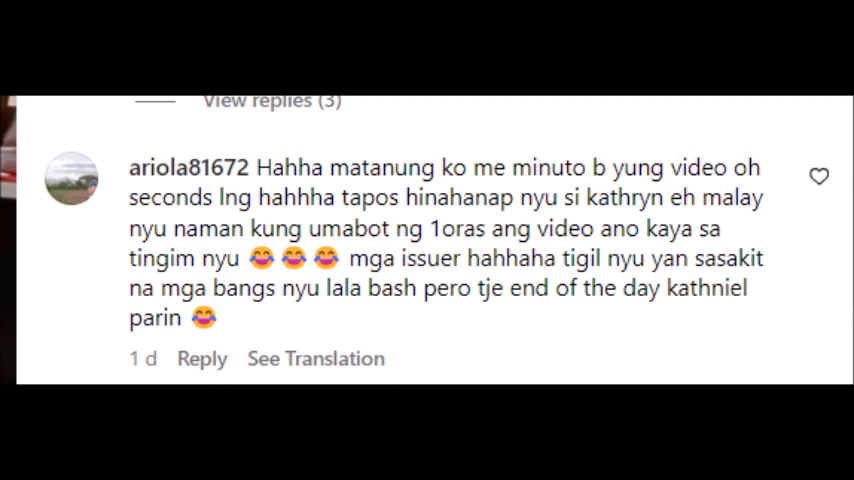 View replies (3)
ariola81672 Hahha matanung ko me minuto b yung video oh
seconds lng hahhha tapos hinahanap nyu si kathryn eh malay
nyu naman kung umabot ng 1oras ang video ano kaya sa
tingim nyu 😂😂😂 mga issuer hahhaha tigil nyu yan sasakit
na mga bangs nyu lala bash pero tje end of the day kathniel
parin 😂
1 d Reply See Translation